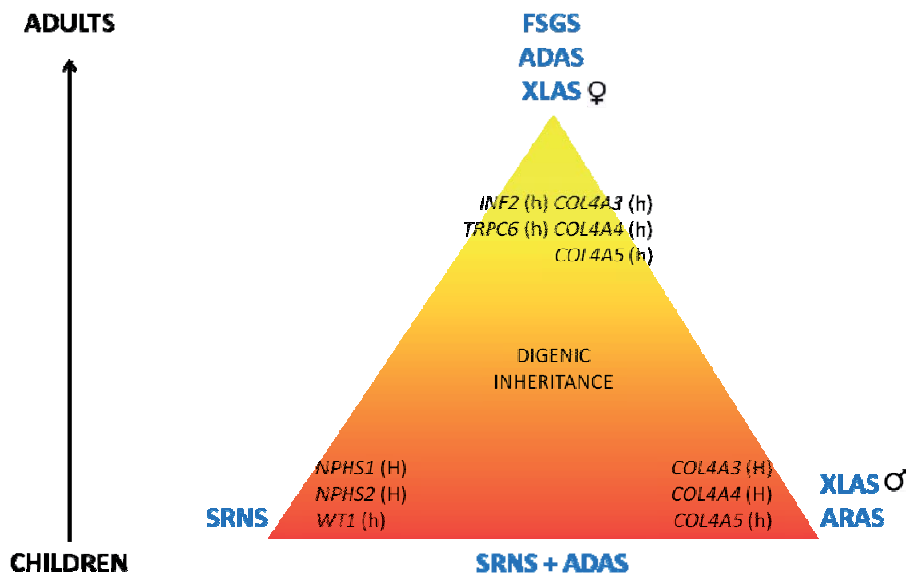 ADULTS
FSGS
ADAS
XLAS ♀
INF2 (h) COL4A3 (h)
TRPC6 (h) COL4A4 (h)
COL4A5 (h)
DIGENIC
INHERITANCE
NPHS1 (H)
NPHS2 (H)
WT1 (h)
COL4A3 (H)
COL4A4 (H)
COL4A5 (h)
SRNS
XLAS ♂
ARAS
CHILDREN
SRNS + ADAS